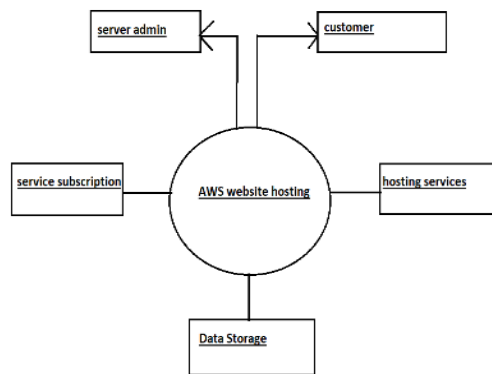 server admin
customer
service subscription
AWS website hosting
hosting services
Data Storage